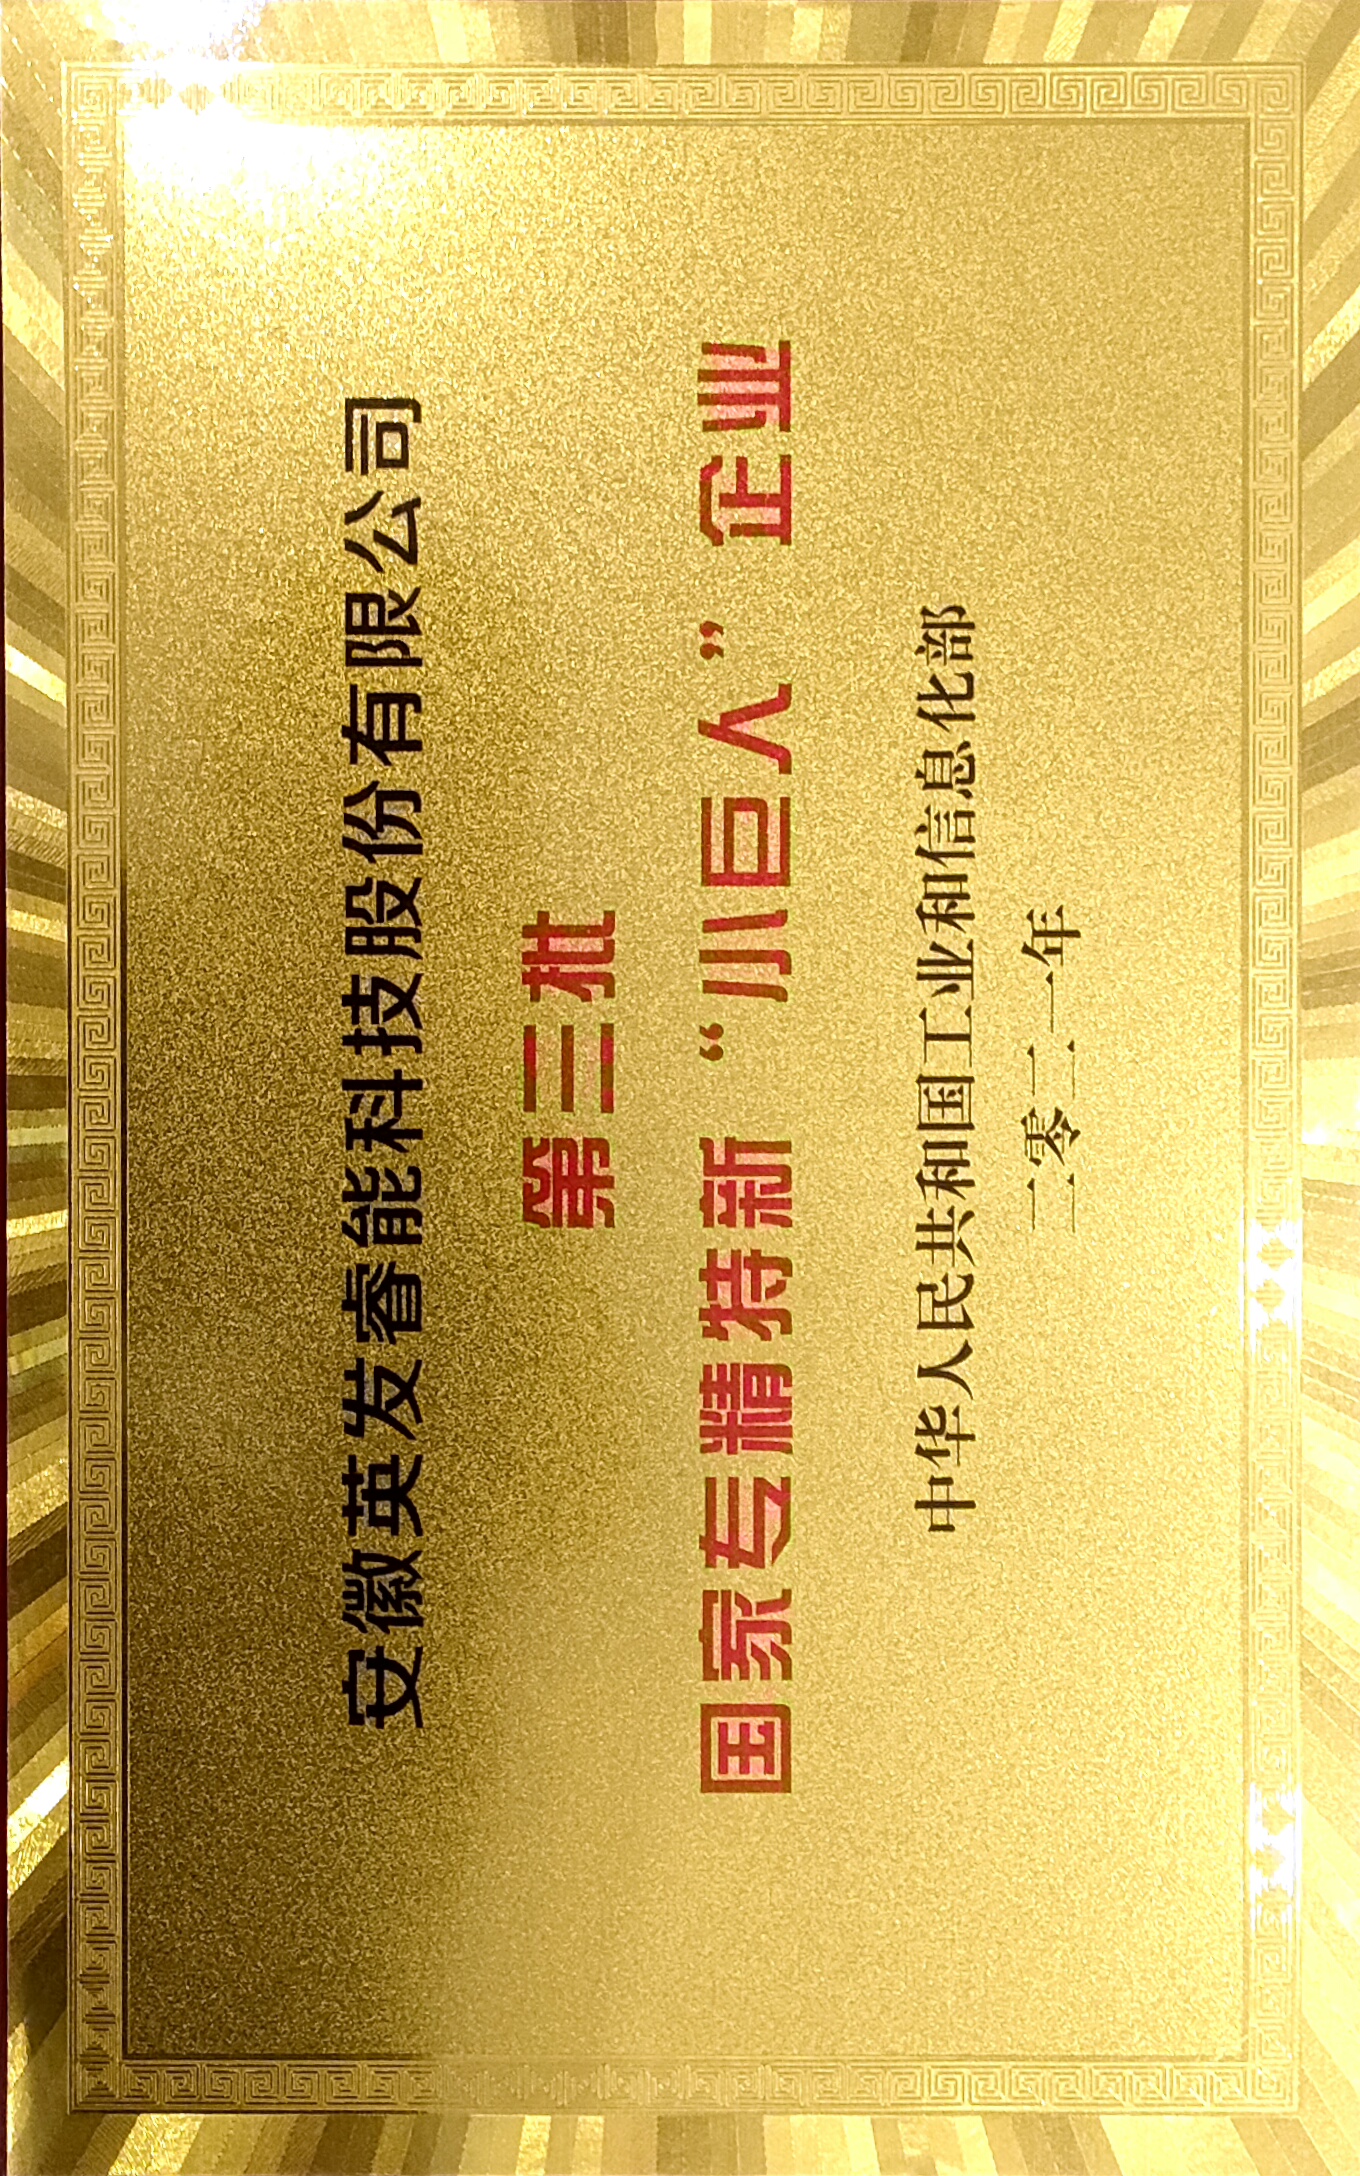 安徽英发睿能科技股份有限公司
第三批
国家专精特新“小巨人”企业
中华人民共和国工业和信息化部
二零二一年